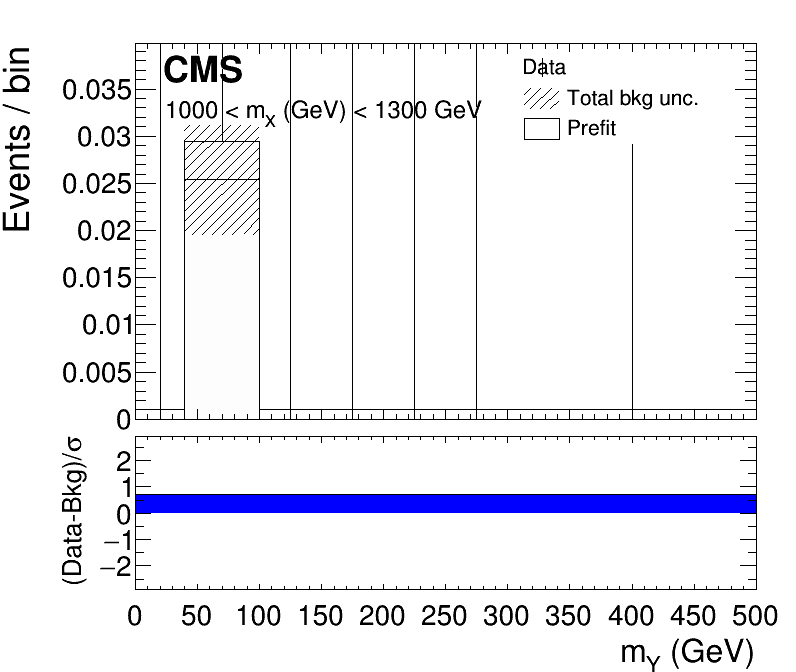 Events / bin
CMS
1000 < mX (GeV) < 1300 GeV
Data
Total bkg unc.
Prefit
0.035
0.03
0.025
0.02
0.015
0.01
0.005
0
(Data-Bkg)/σ
2
1
0
−1
−2
0 50 100 150 200 250 300 350 400 450 500
mY (GeV)